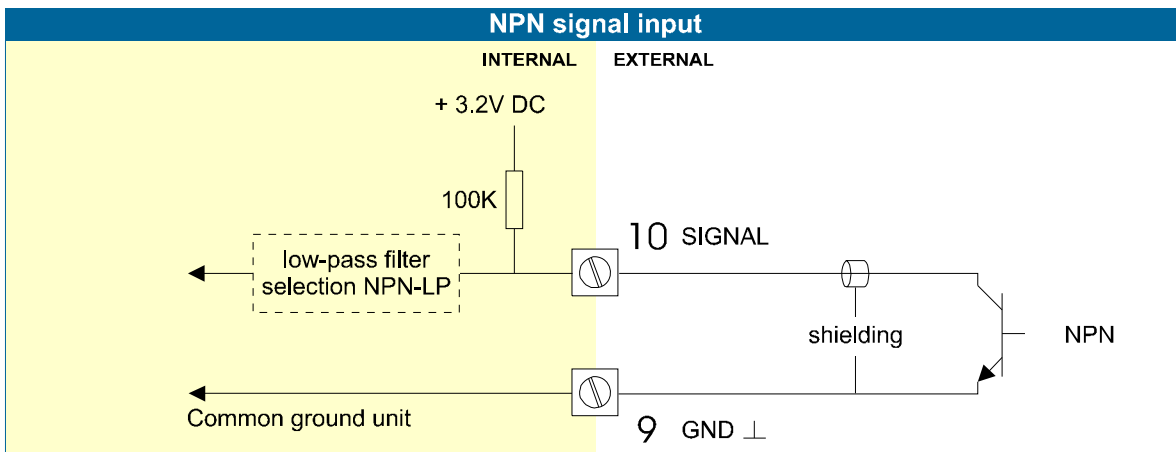 NPN signal input
INTERNAL EXTERNAL
+ 3.2V DC
100K
10 SIGNAL
low-pass filter
selection NPN-LP
shielding
NPN
Common ground unit
9 GND ⊥